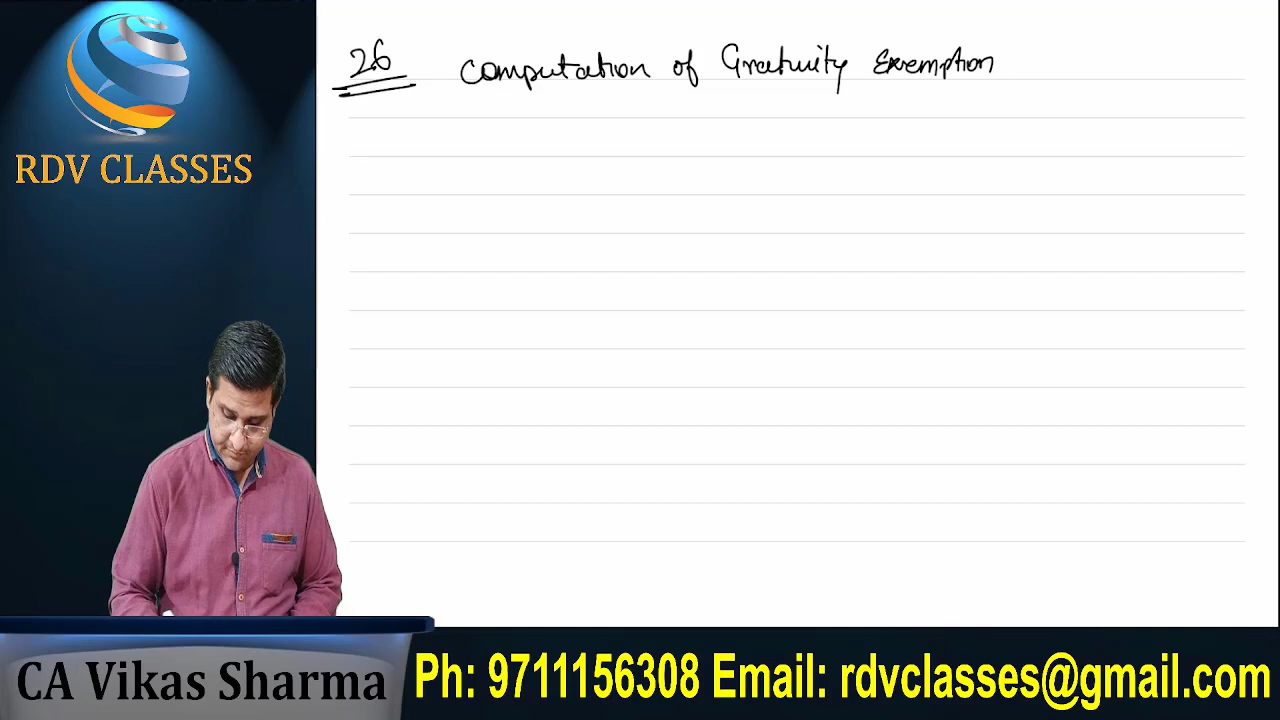 26 Computation of Gratuity Exemption
RDV CLASSES
CA Vikas Sharma
Ph: 9711156308 Email: rdvclasses@gmail.com